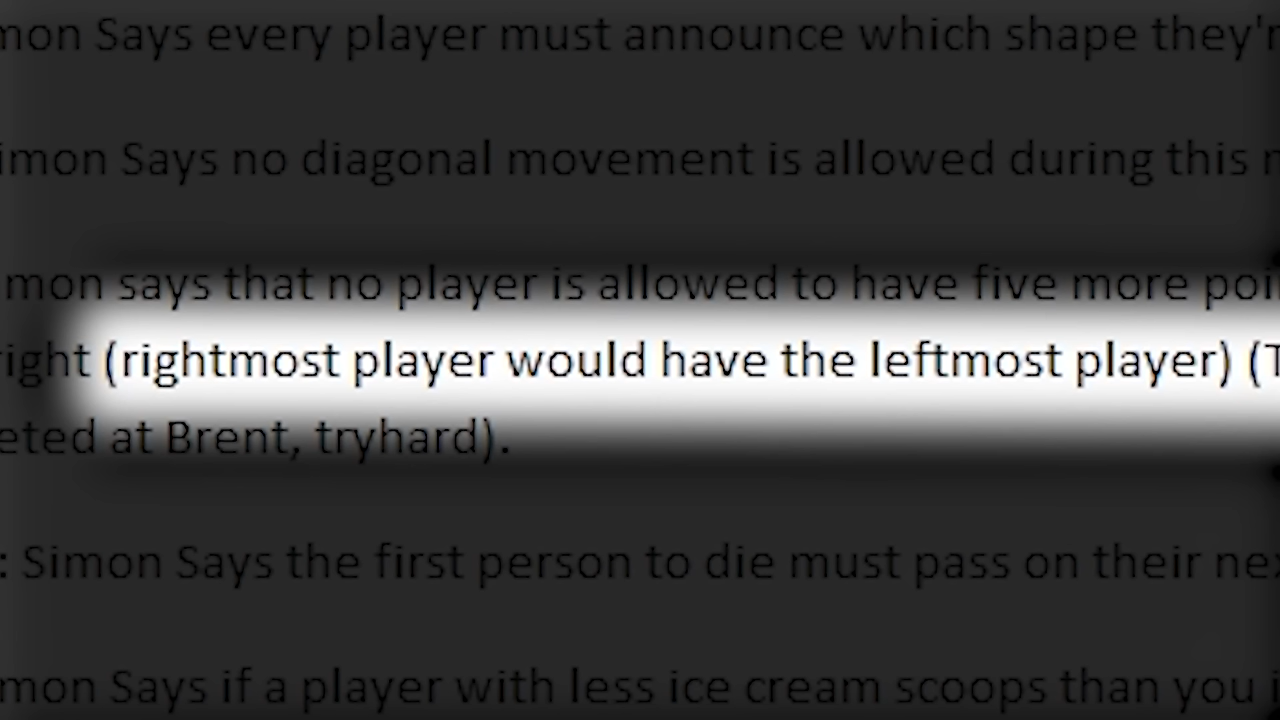 mon Says every player must announce which shape they'r
imon Says no diagonal movement is allowed during this
mon says that no player is allowed to have five more poi
right (rightmost player would have the leftmost player) (T
eted at Brent, tryhard).
: Simon Says the first person to die must pass on their ne
mon Says if a player with less ice cream scoops than you i